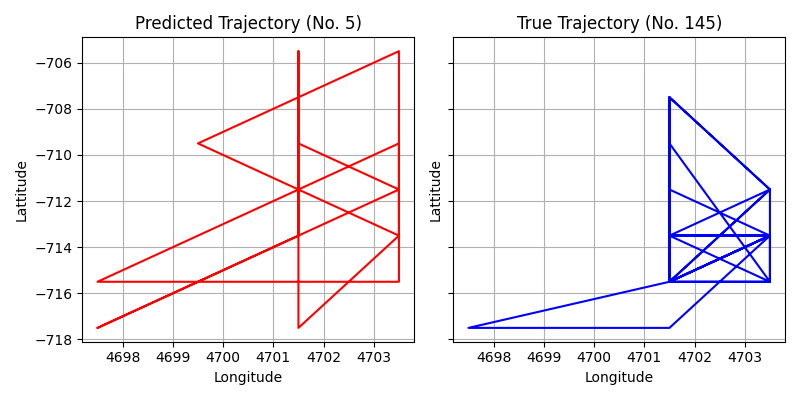 Predicted Trajectory (No. 5)
True Trajectory (No. 145)
−706
−708
−710
−712
−714
−716
−718
Lattitude
Lattitude
4698 4699 4700 4701 4702 4703
4698 4699 4700 4701 4702 4703
Longitude
Longitude